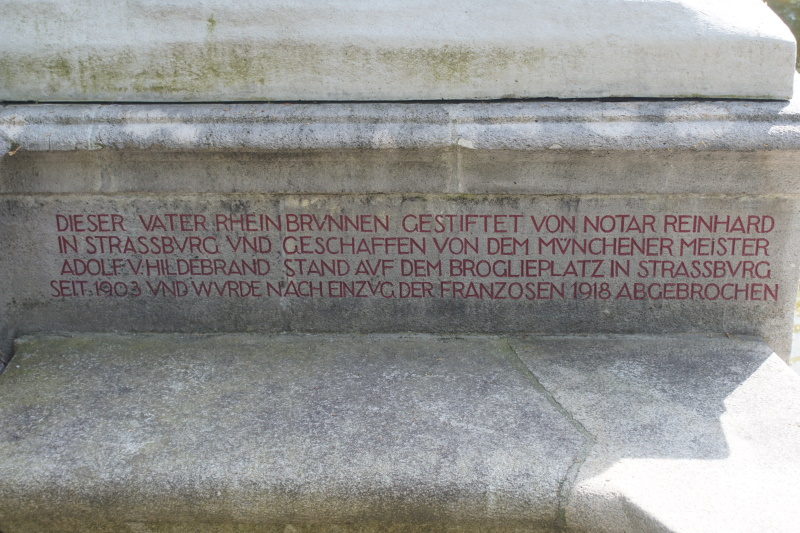 DIESER VATER RHEIN BRVNNEN GESTIFTET VON NOTAR REINHARD
IN STRASSBVRG VND GESCHAFFEN VON DEM MVNCHENER MEISTER
ADOLF V. HILDEBRAND STAND AVF DEM BROGLIEPLATZ IN STRASSBVRG
SEIT 1903 VND WVRDE NACH EINZVG DER FRANZOSEN 1918 ABGEBROCHEN